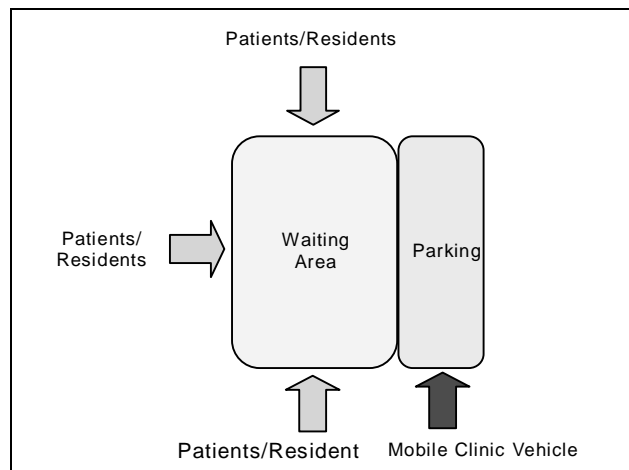 Patients/Residents
Patients/
Residents
Waiting
Area
Parking
Patients/Resident
Mobile Clinic Vehicle